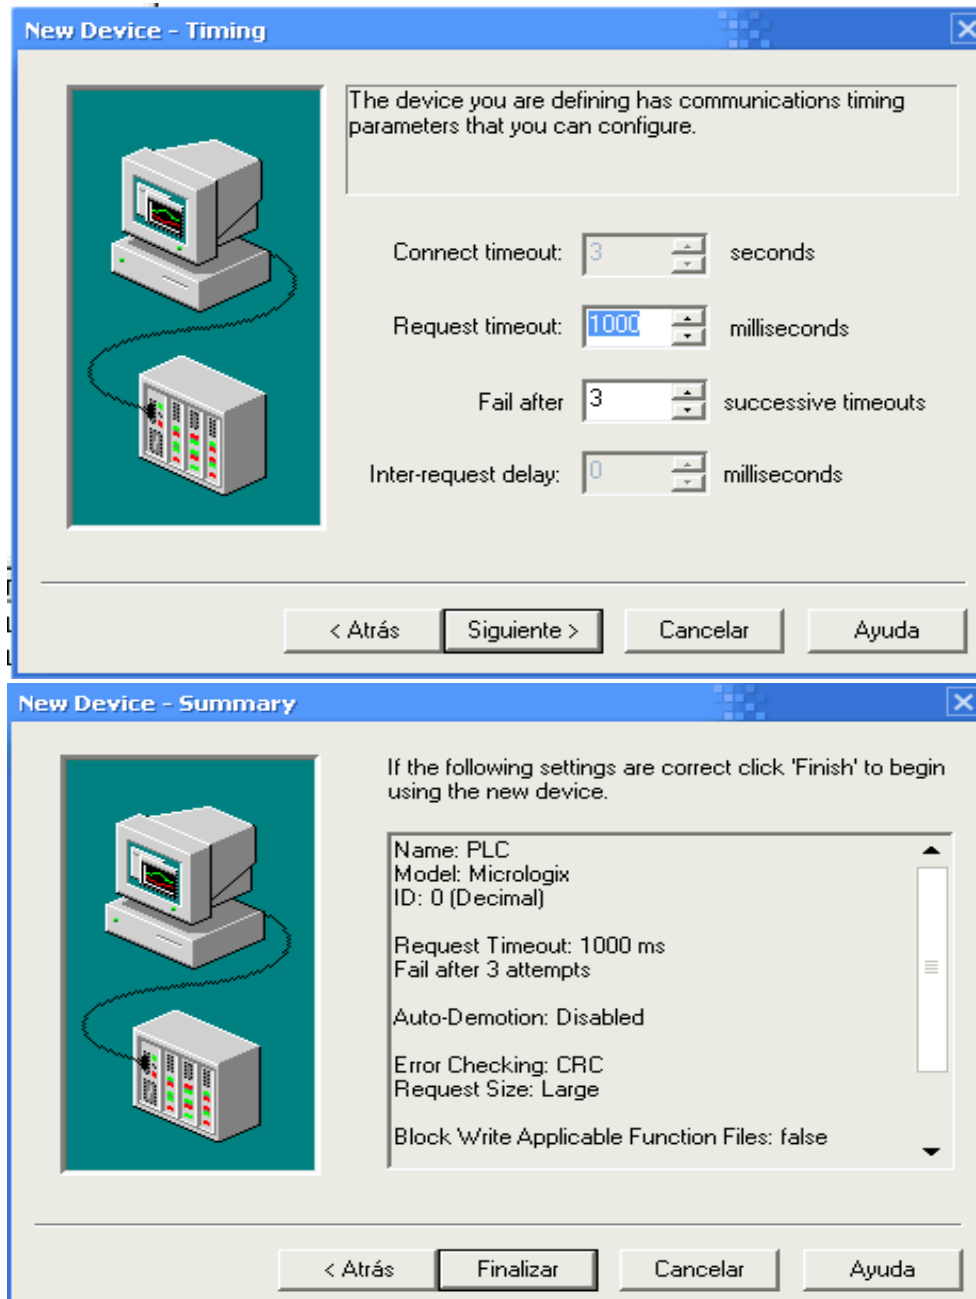 New Device - Timing
The device you are defining has communications timing
parameters that you can configure.
Connect timeout: 3 seconds
Request timeout: 1000 milliseconds
Fail after 3 successive timeouts
Inter-request delay: 0 milliseconds
< Atrás Siguiente > Cancelar Ayuda
New Device - Summary
If the following settings are correct click 'Finish' to begin
using the new device.
Name: PLC
Model: Micrologix
ID: 0 (Decimal)
Request Timeout: 1000 ms
Fail after 3 attempts
Auto-Demotion: Disabled
Error Checking: CRC
Request Size: Large
Block Write Applicable Function Files: false
< Atrás Finalizar Cancelar Ayuda